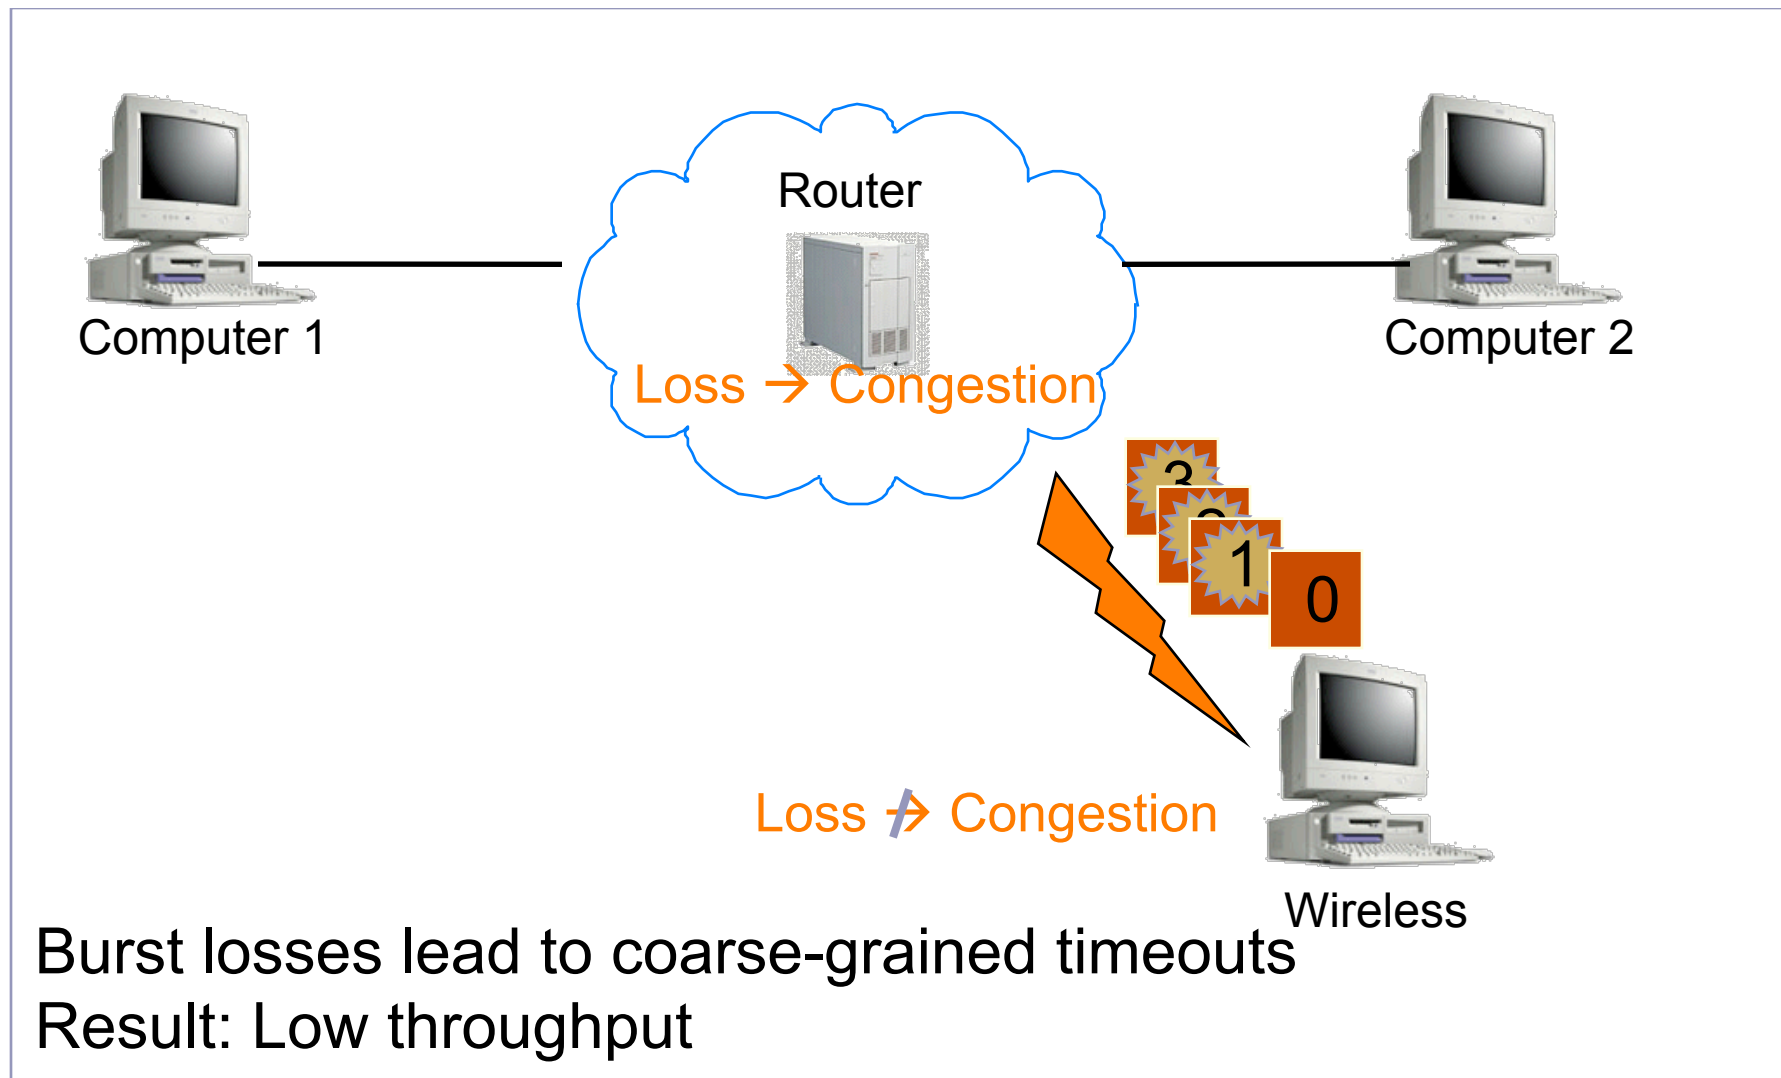 Router
Computer 1
Computer 2
Loss → Congestion
3
1
0
Loss → Congestion
Wireless
Burst losses lead to coarse-grained timeouts
Result: Low throughput